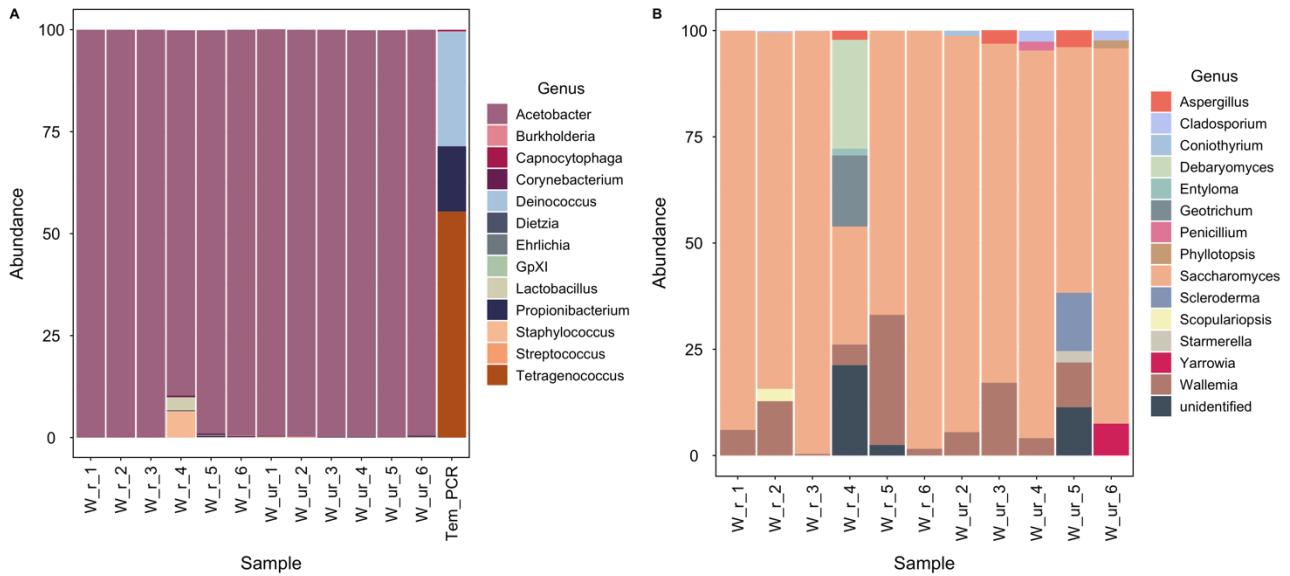 A
100
75
50
25
0
Abundance
W_r_1
W_r_2
W_r_3
W_r_4
W_r_5
W_r_6
W_ur_1
W_ur_2
W_ur_3
W_ur_4
W_ur_5
W_ur_6
Tem_PCR
Sample
Genus
Acetobacter
Burkholderia
Capnocytophaga
Corynebacterium
Deinococcus
Dietzia
Ehrlichia
GpXI
Lactobacillus
Propionibacterium
Staphylococcus
Streptococcus
Tetragenococcus
B
100
75
50
25
0
Abundance
W_r_1
W_r_2
W_r_3
W_r_4
W_r_5
W_r_6
W_ur_2
W_ur_3
W_ur_4
W_ur_5
W_ur_6
Sample
Genus
Aspergillus
Cladosporium
Coniothyrium
Debaryomyces
Entyloma
Geotrichum
Penicillium
Phyllotopsis
Saccharomyces
Scleroderma
Scopulariopsis
Starmerella
Yarrowia
Wallemia
unidentified